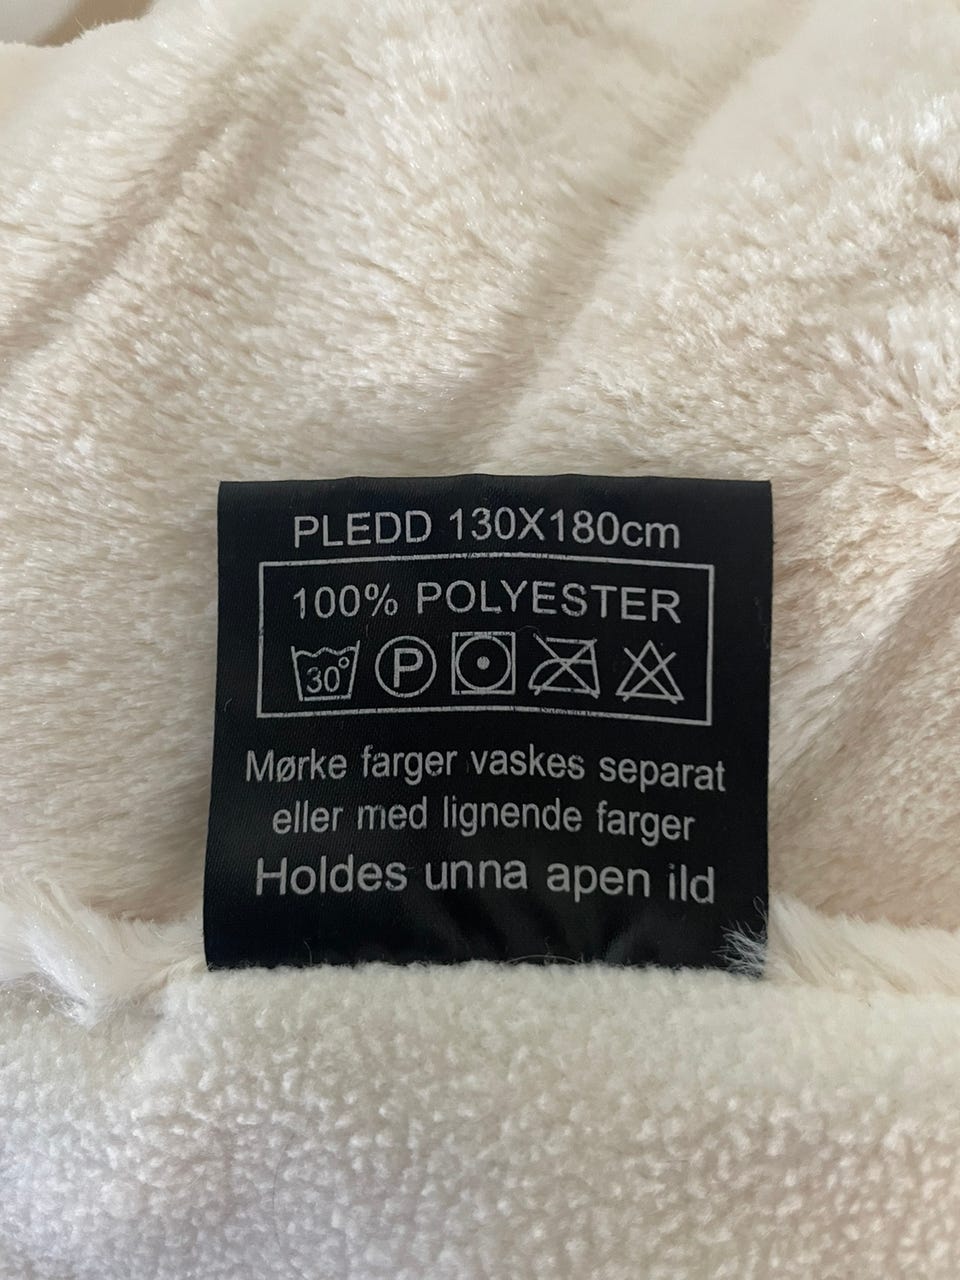 PLEDD 130X180cm
100% POLYESTER
30° P
Mørke farger vaskes separat
eller med lignende farger
Holdes unna apen ild